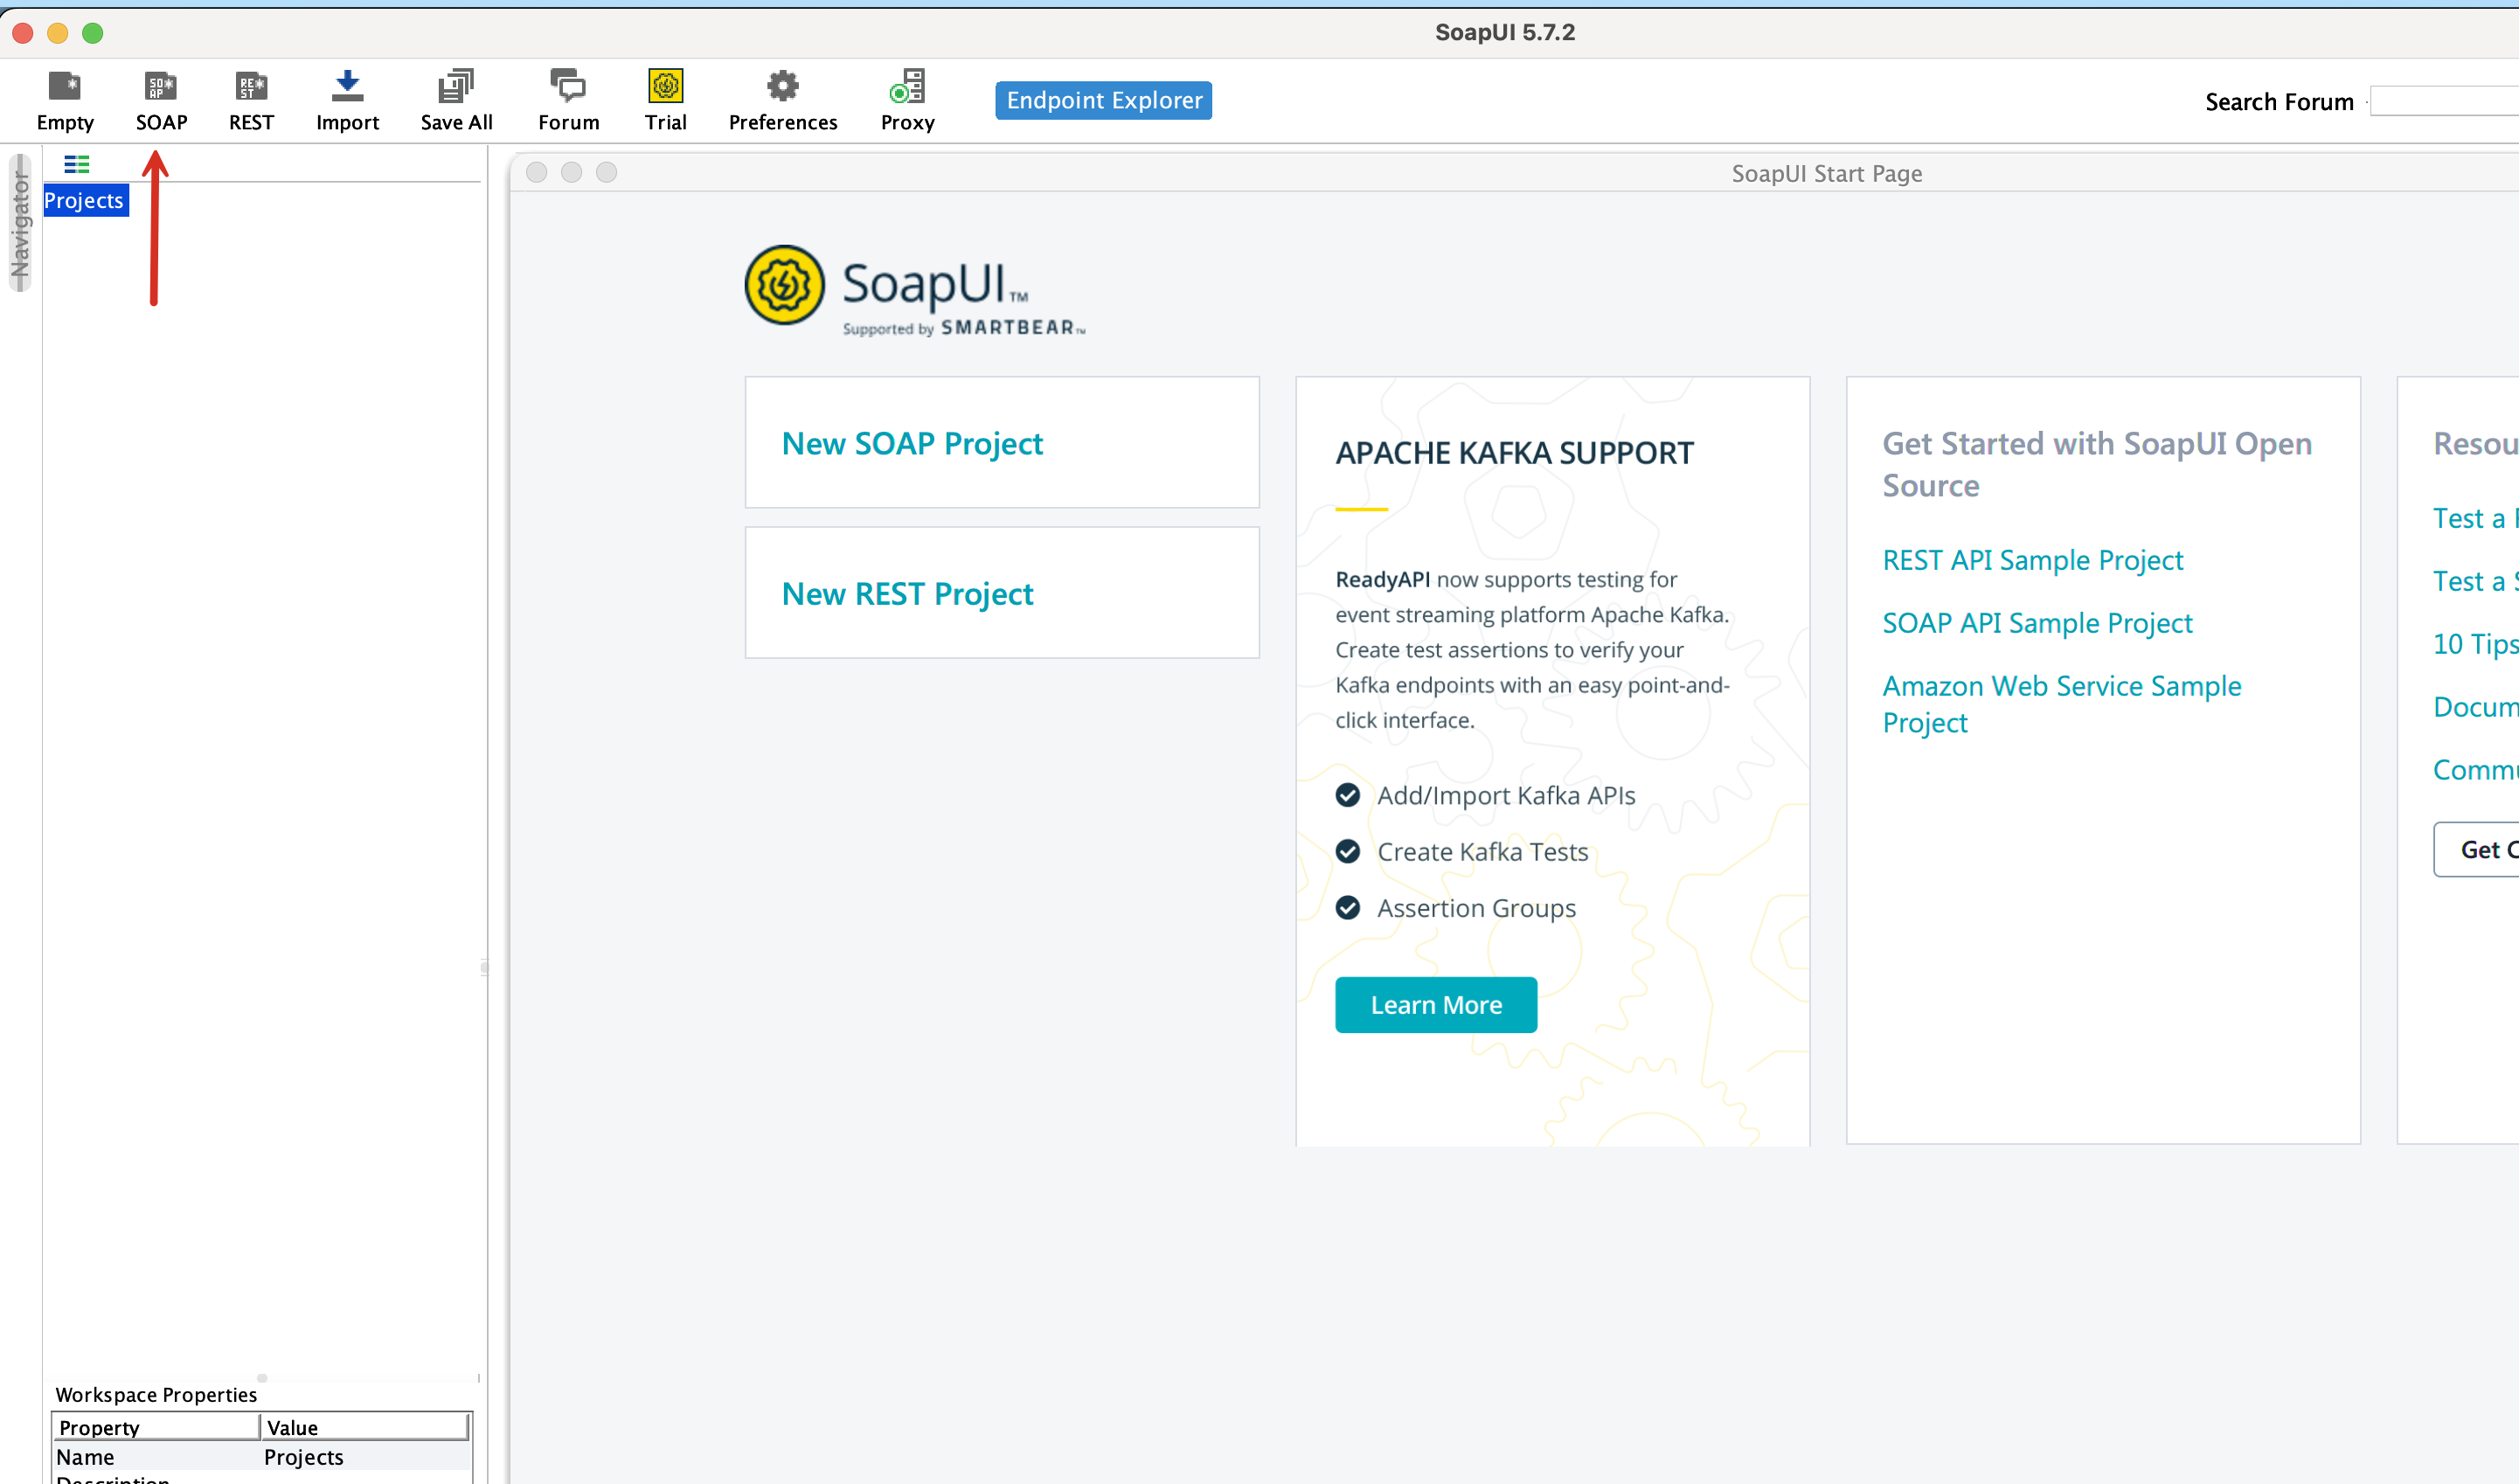 SoapUI 5.7.2
Empty
SOAP
REST
Import
Save All
Forum
Trial
Preferences
Proxy
Endpoint Explorer
Search Forum
Navigator
Projects
SoapUI Start Page
SoapUI™
Supported by SMARTBEAR™
New SOAP Project
New REST Project
APACHE KAFKA SUPPORT
ReadyAPI now supports testing for
event streaming platform Apache Kafka.
Create test assertions to verify your
Kafka endpoints with an easy point-and-
click interface.
Add/Import Kafka APIs
Create Kafka Tests
Assertion Groups
Learn More
Get Started with SoapUI Open
Source
REST API Sample Project
SOAP API Sample Project
Amazon Web Service Sample
Project
Resou
Test a
Test a S
10 Tips
Docum
Commu
Get C
Workspace Properties
Property Value
Name Projects
Description